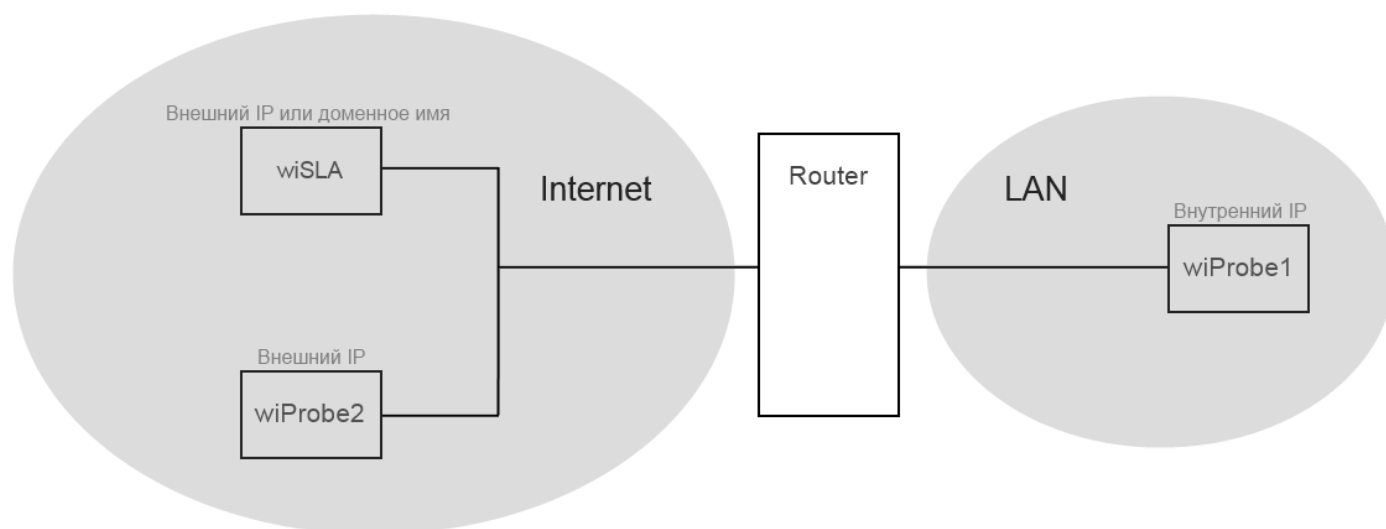 Внешний IP или доменное имя
wiSLA
Internet
Внешний IP
wiProbe2
Router
LAN
Внутренний IP
wiProbe1